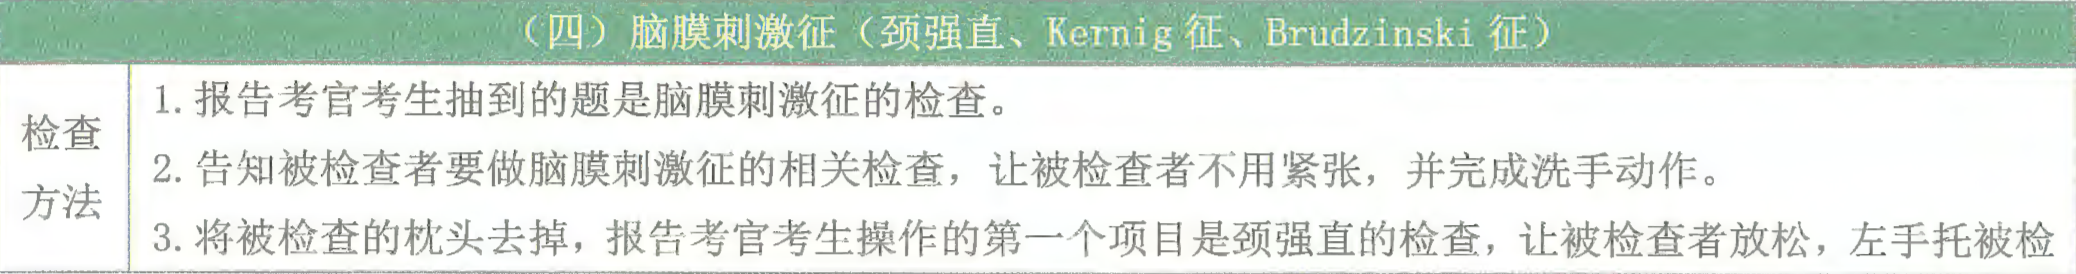 （四）脑膜刺激征（颈强直、Kernig 征、Brudzinski 征）
检查
方法
1. 报告考官考生抽到的题是脑膜刺激征的检查。
2. 告知被检查者要做脑膜刺激征的相关检查，让被检查者不用紧张，并完成洗手动作。
3. 将被检查的枕头去掉，报告考官考生操作的第一个项目是颈强直的检查，让被检查者放松，左手托被检